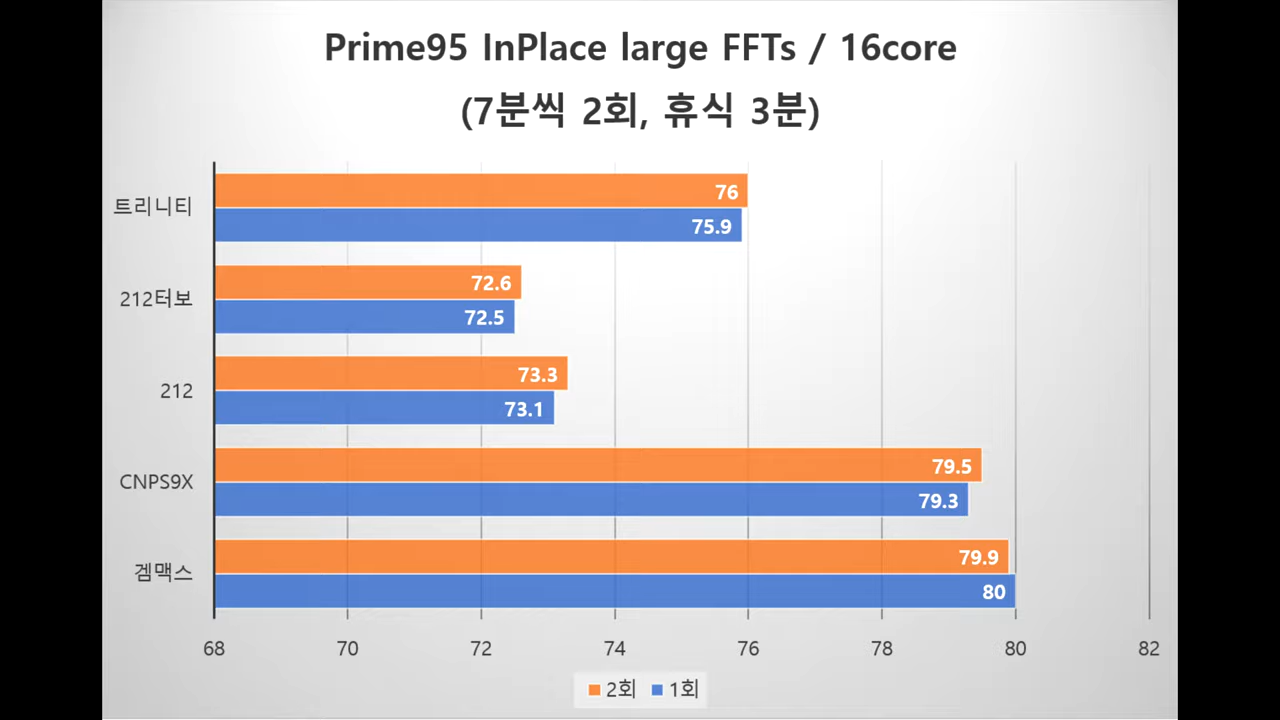 Prime95 InPlace large FFTs / 16core
(7분씩 2회, 휴식 3분)
트리니티
76
75.9
212터보
72.6
72.5
212
73.3
73.1
CNPS9X
79.5
79.3
겜맥스
79.9
80
68 70 72 74 76 78 80 82
2회 1회